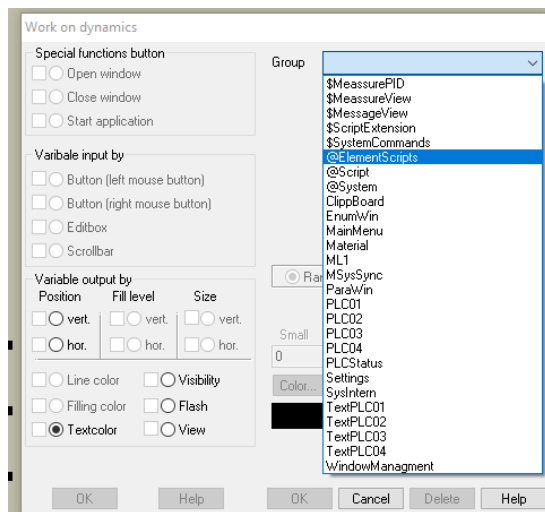 Work on dynamics
Special functions button
Open window
Close window
Start application
Varibale input by
Button (left mouse button)
Button (right mouse button)
Editbox
Scrollbar
Variable output by
Position Fill level Size
vert. vert. vert.
hor. hor. hor.
Line color Visibility
Filling color Flash
Textcolor View
OK Help
Group
$MeassurePID
$MeassureView
$MessageView
$ScriptExtension
$SystemCommands
@ElementScripts
@Script
@System
ClippBoard
EnumWin
MainMenu
Material
ML1
MSysSync
ParaWin
PLC01
PLC02
PLC03
PLC04
PLCStatus
Settings
SysIntern
TextPLC01
TextPLC02
TextPLC03
TextPLC04
WindowManagment
Small
0
Color...
OK Cancel Delete Help